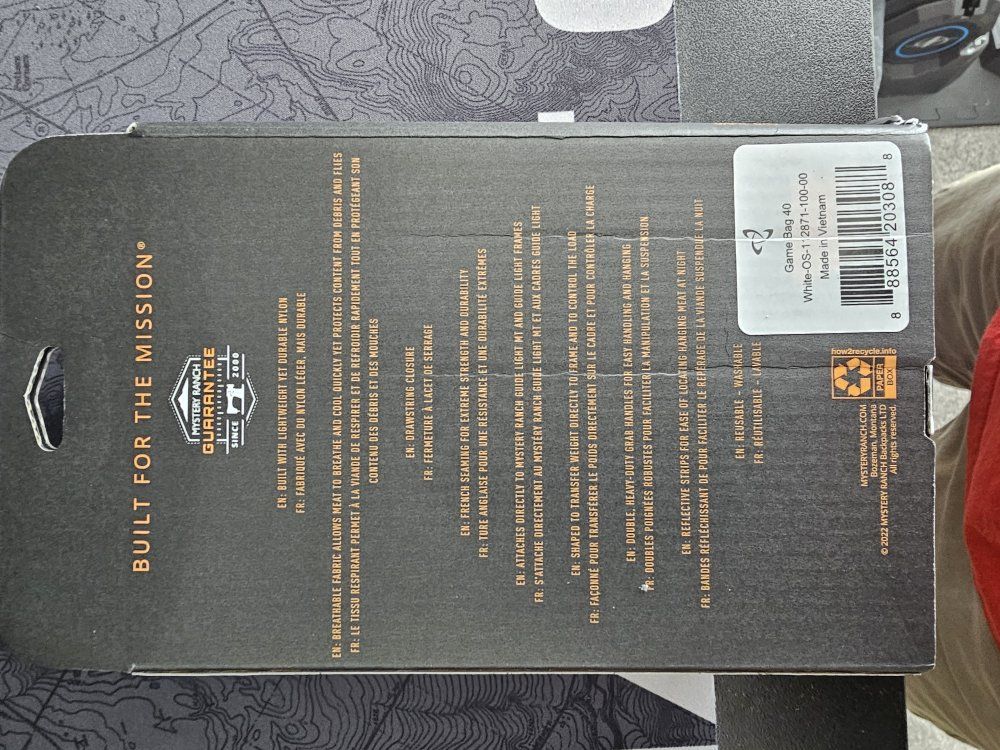 BUILT FOR THE MISSION®
MYSTERY RANCH
GUARANTEE
SINCE 2000
EN: BUILT WITH LIGHTWEIGHT YET DURABLE NYLON
FR: FABRIQUÉ AVEC DU NYLON LÉGER, MAIS DURABLE
EN: BREATHABLE FABRIC ALLOWS MEAT TO BREATHE AND COOL QUICKLY YET PROTECTS CONTENT FROM DEBRIS AND FLIES
FR: LE TISSU RESPIRANT PERMET À LA VIANDE DE RESPIRER ET DE REFROIDIR RAPIDEMENT TOUT EN PROTÉGEANT SON
CONTENU DES DÉBRIS ET DES MOUCHES
EN: DRAWSTRING CLOSURE
FR: FERMETURE À LACET DE SERRAGE
EN: FRENCH SEAMING FOR EXTREME STRENGTH AND DURABILITY
FR: TURE ANGLAISE POUR UNE RÉSISTANCE ET UNE DURABILITÉ EXTRÊMES
EN: ATTACHES DIRECTLY TO MYSTERY RANCH GUIDE LIGHT MT AND GUIDE LIGHT FRAMES
FR: S'ATTACHE DIRECTEMENT AU MYSTERY RANCH GUIDE LIGHT MT ET AUX CADRES GUIDE LIGHT
EN: SHAPED TO TRANSFER WEIGHT DIRECTLY TO FRAME AND TO CONTROL THE LOAD
FR: FAÇONNÉ POUR TRANSFÉRER LE POIDS DIRECTEMENT SUR LE CADRE ET POUR CONTRÔLER LA CHARGE
EN: DOUBLE, HEAVY-DUTY GRAB HANDLES FOR EASY HANDLING AND HANGING
FR: DOUBLES POIGNÉES ROBUSTES POUR FACILITER LA MANIPULATION ET LA SUSPENSION
EN: REFLECTIVE STRIPS FOR EASE OF LOCATING HANGING MEAT AT NIGHT
FR: BANDES RÉFLÉCHISSANT DE POUR FACILITER LE REPÉRAGE DE LA VIANDE SUSPENDUE LA NUIT
EN: REUSABLE - WASHABLE
FR: RÉUTILISABLE - LAVABLE
Game Bag 40
White-OS-112871-100-00
Made in Vietnam
8 88564 20308 8
how2recycle.info
PAPER
BOX
MYSTERYRANCH.COM
Bozeman, Montana
© 2022 MYSTERY RANCH Backpacks LTD
All rights reserved.